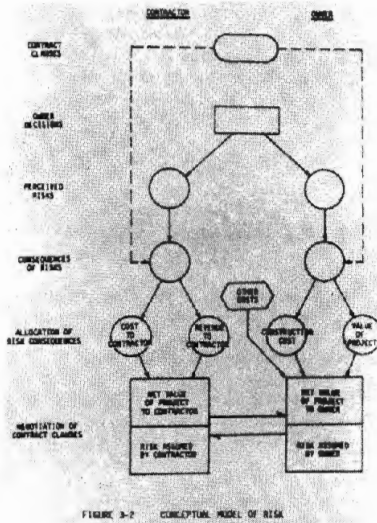 CONTRACTOR
OWNER
CONTRACT
CLAUSES
OWNER
DECISIONS
PERCEIVED
RISKS
CONSEQUENCES
OF RISKS
OTHER
COSTS
ALLOCATION OF
RISK CONSEQUENCES
COST
TO
CONTRACTOR
REVENUE
TO
CONTRACTOR
CONSTRUCTION
COST
VALUE
OF
PROJECT
NET VALUE
OF PROJECT
TO CONTRACTOR
NET VALUE
OF PROJECT
TO OWNER
NEGOTIATION OF
CONTRACT CLAUSES
RISK ASSUMED
BY CONTRACTOR
RISK ASSUMED
BY OWNER
FIGURE 3-2 CONCEPTUAL MODEL OF RISK